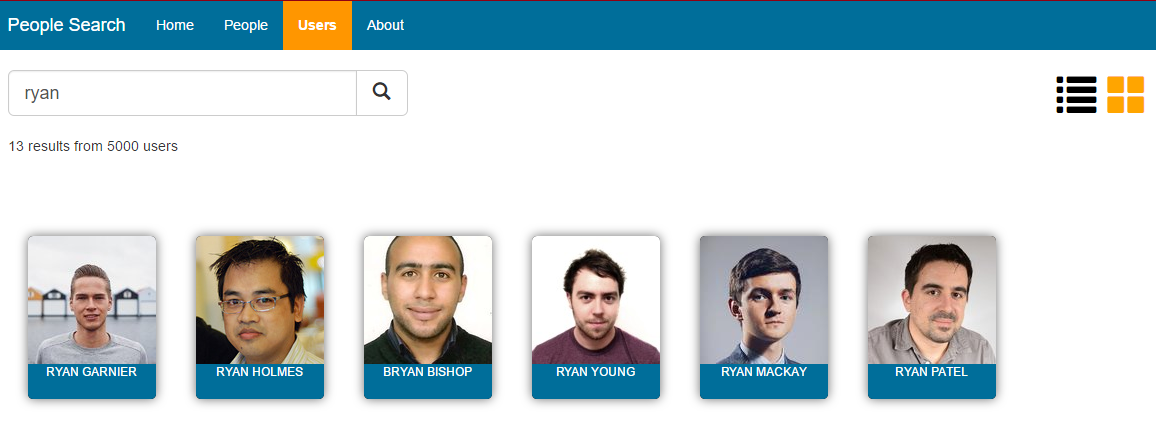 People Search Home People Users About
ryan
13 results from 5000 users
RYAN GARNIER RYAN HOLMES BRYAN BISHOP RYAN YOUNG RYAN MACKAY RYAN PATEL